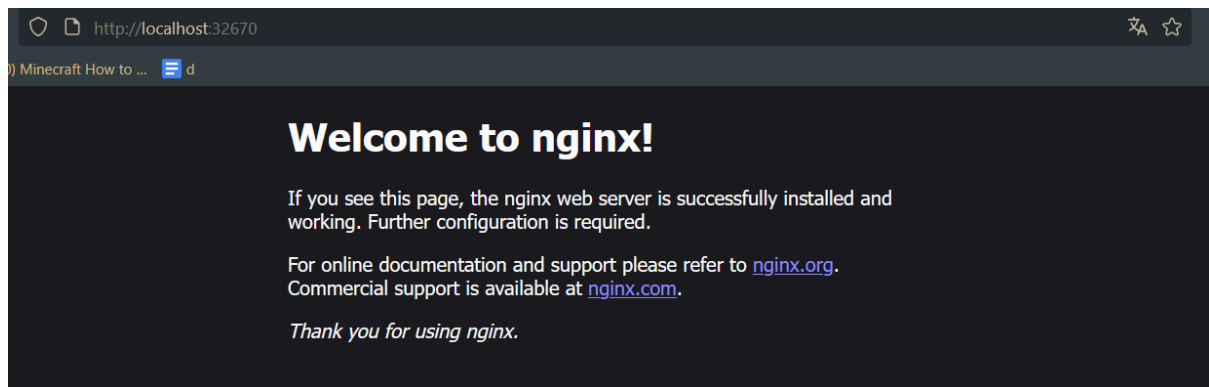 http://localhost:32670
) Minecraft How to ...
d
Welcome to nginx!
If you see this page, the nginx web server is successfully installed and
working. Further configuration is required.
For online documentation and support please refer to nginx.org.
Commercial support is available at nginx.com.
Thank you for using nginx.